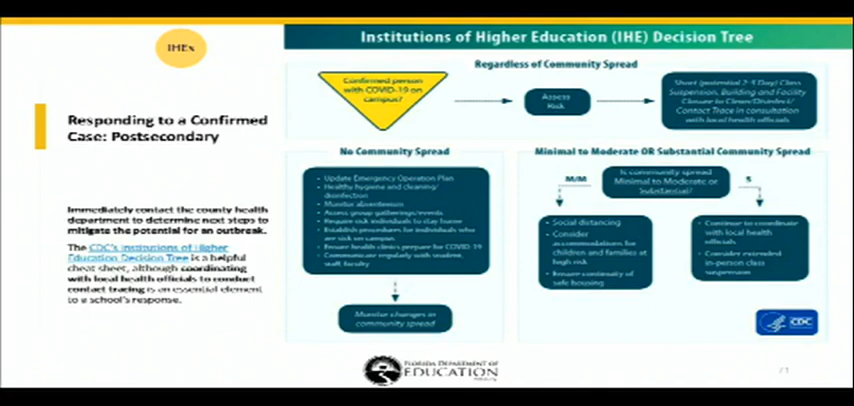 IHEs
Responding to a Confirmed
Case: Postsecondary
Immediately contact the county health
department to determine next steps to
mitigate the potential for an outbreak.
The CDC's Institutions of Higher
Education Decision Tree is a helpful
cheat sheet, although coordinating
with local health officials to conduct
contact tracing is an essential element
to a school's response.
Institutions of Higher Education (IHE) Decision Tree
Regardless of Community Spread
Confirmed person
with COVID-19 on
campus?
Assess
Risk
Short (potential 2-5 Day) Class
Suspension, Building and Facility
Closure to Clean/Disinfect/
Contact Trace in consultation
with local health officials
No Community Spread
• Update Emergency Operation Plan
• Healthy hygiene and cleaning/
disinfection
• Monitor absenteeism
• Assess group gatherings/events
• Require sick individuals to stay home
• Establish procedures for individuals who
are sick on campus
• Ensure health clinics prepare for COVID-19
• Communicate regularly with student,
staff, faculty
Monitor changes in
community spread
Minimal to Moderate OR Substantial Community Spread
Is community spread
Minimal to Moderate or
Substantial?
M/M
S
• Social distancing
• Consider
accommodations for
children and families at
high risk
• Ensure continuity of
safe housing
• Continue to coordinate
with local health
officials
• Consider extended
in-person class
suspension
CDC
FLORIDA DEPARTMENT OF
EDUCATION